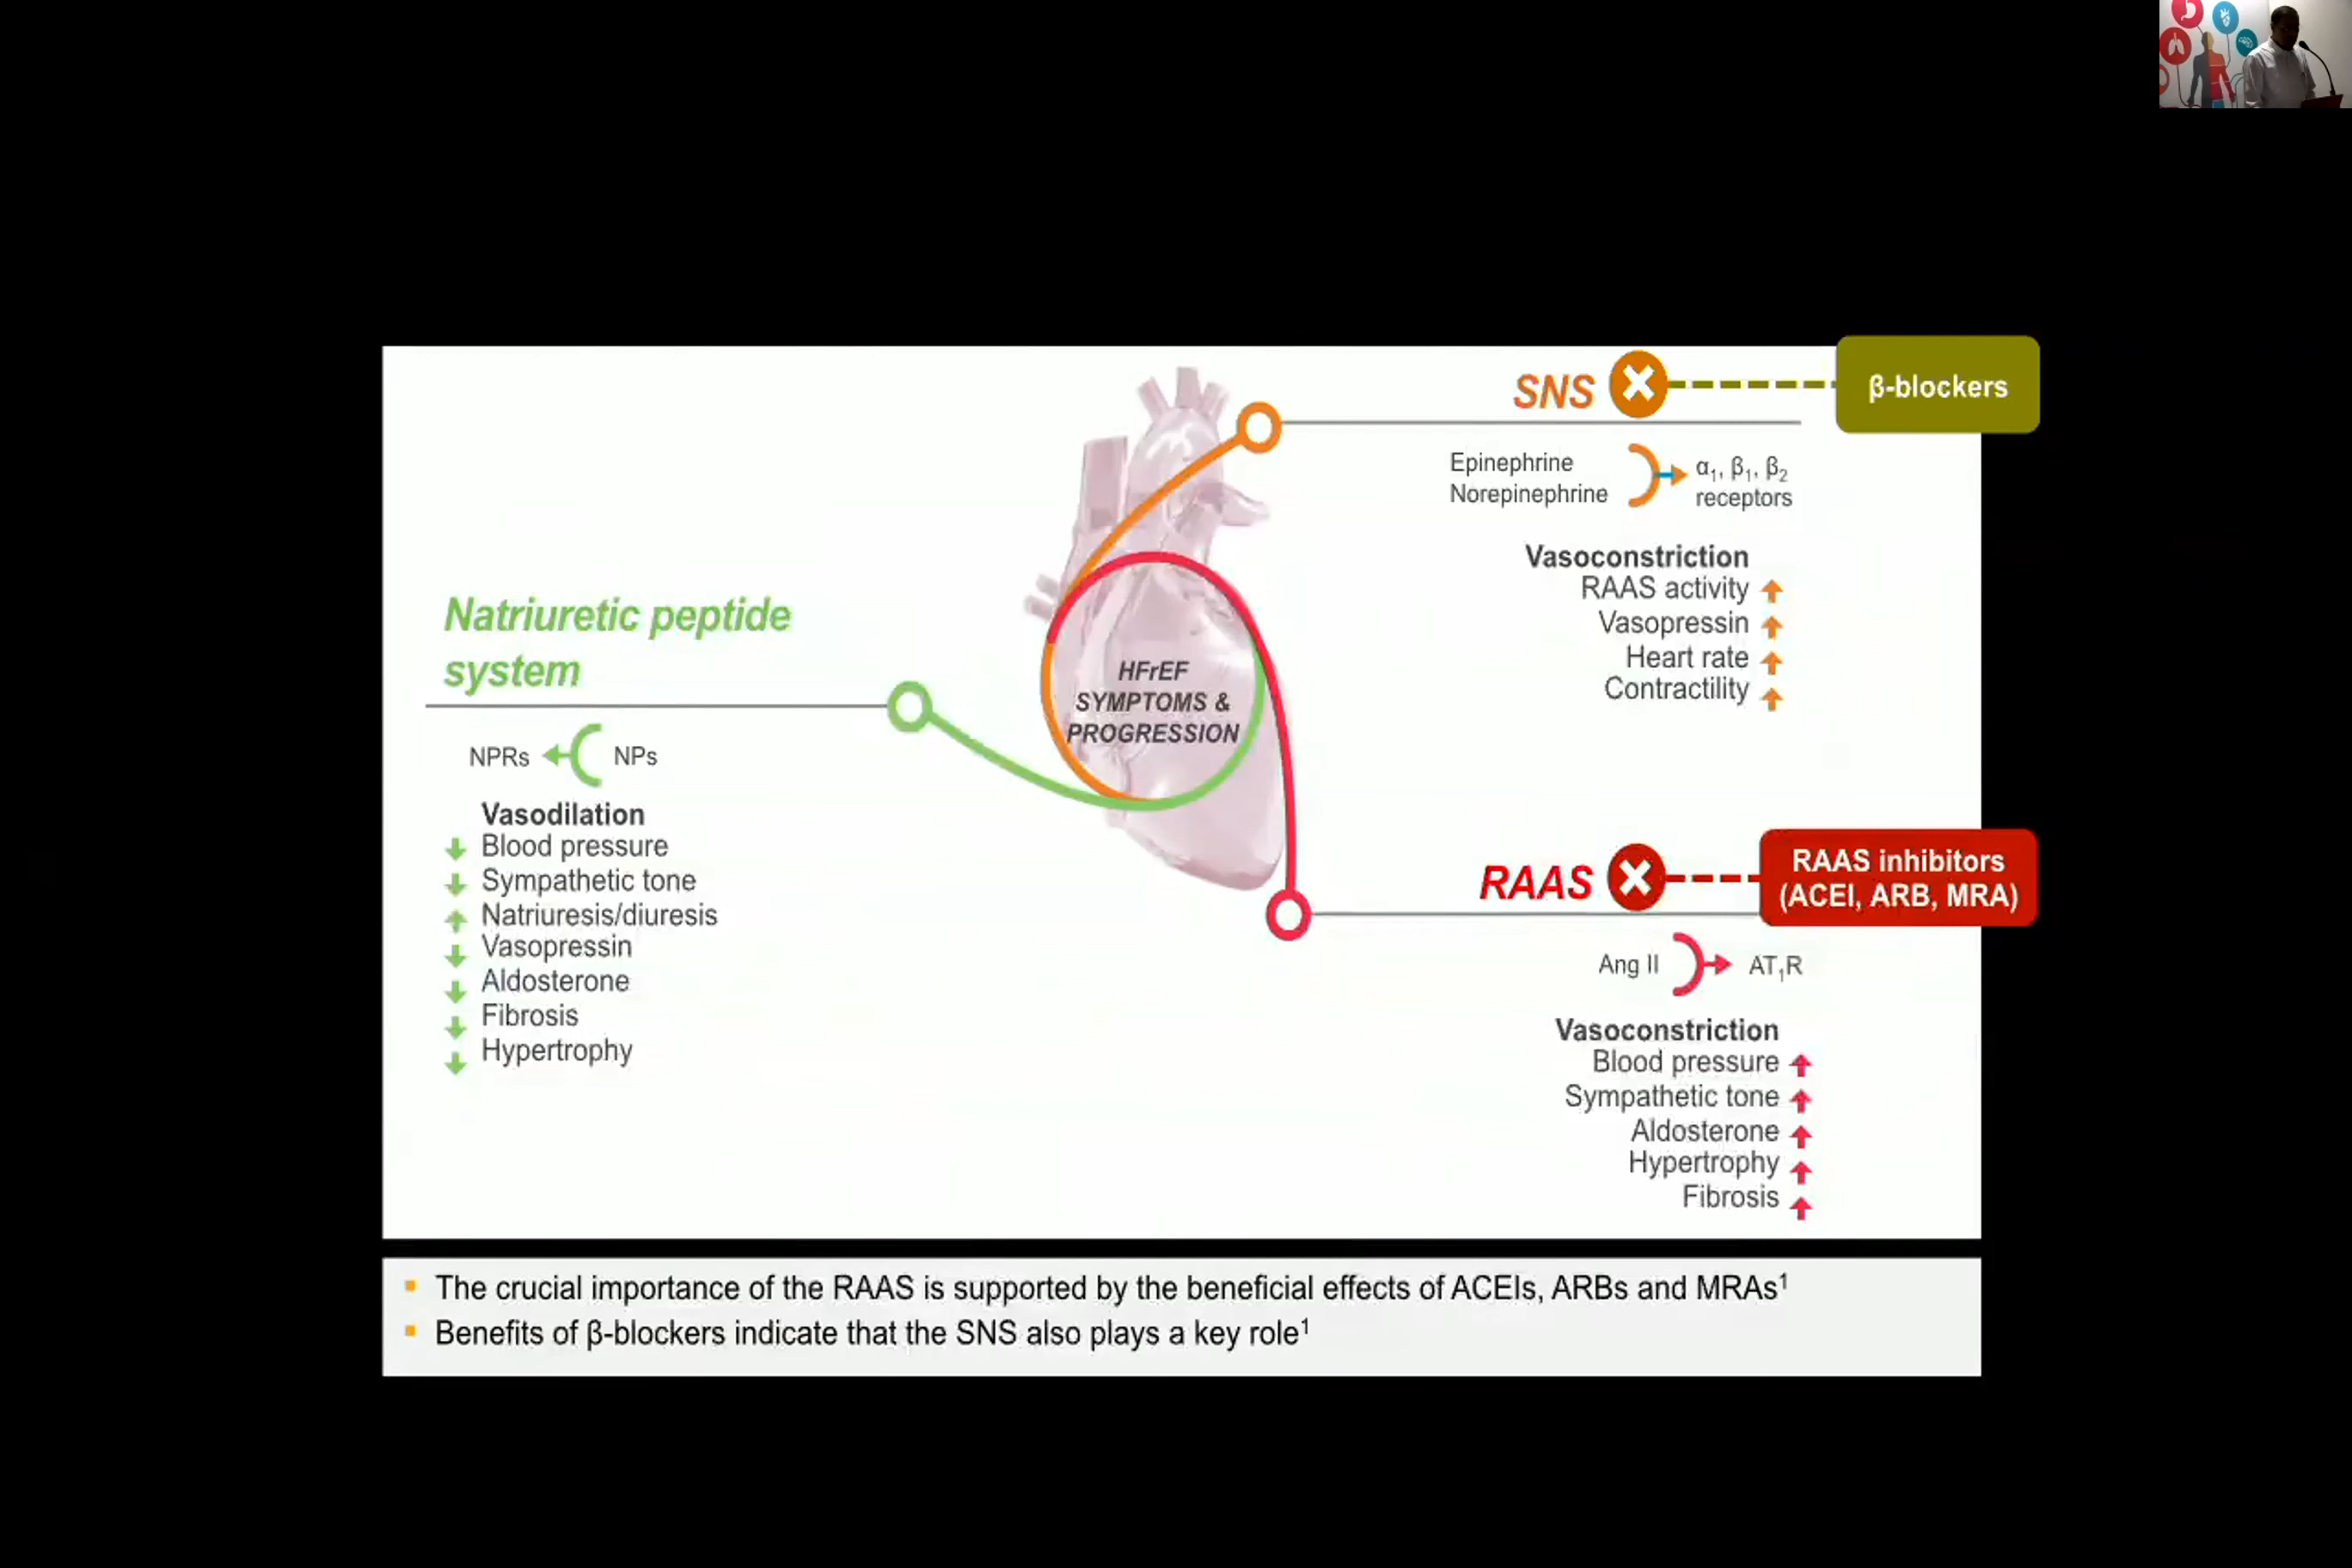 SNS
β-blockers
Epinephrine
Norepinephrine
α₁, β₁, β₂
receptors
Vasoconstriction
RAAS activity
Vasopressin
Heart rate
Contractility
Natriuretic peptide
system
NPRs
NPs
Vasodilation
Blood pressure
Sympathetic tone
Natriuresis/diuresis
Vasopressin
Aldosterone
Fibrosis
Hypertrophy
HFrEF
SYMPTOMS &
PROGRESSION
RAAS
RAAS inhibitors
(ACEI, ARB, MRA)
Ang II
AT₁R
Vasoconstriction
Blood pressure
Sympathetic tone
Aldosterone
Hypertrophy
Fibrosis
The crucial importance of the RAAS is supported by the beneficial effects of ACEIs, ARBs and MRAs¹
Benefits of β-blockers indicate that the SNS also plays a key role¹